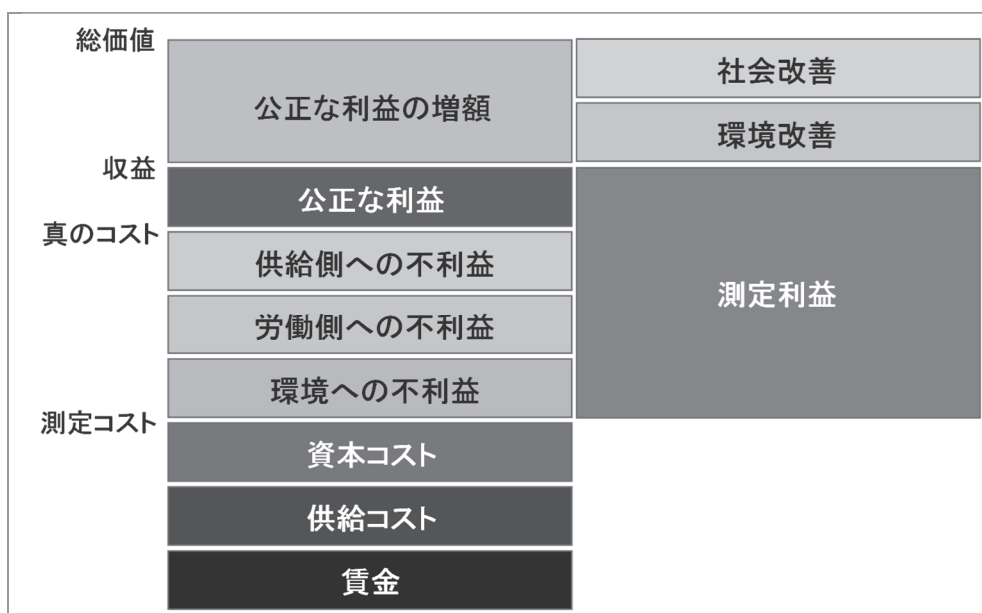 総価値
公正な利益の増額
社会改善
環境改善
収益
公正な利益
真のコスト
供給側への不利益
測定利益
労働側への不利益
環境への不利益
測定コスト
資本コスト
供給コスト
賃金